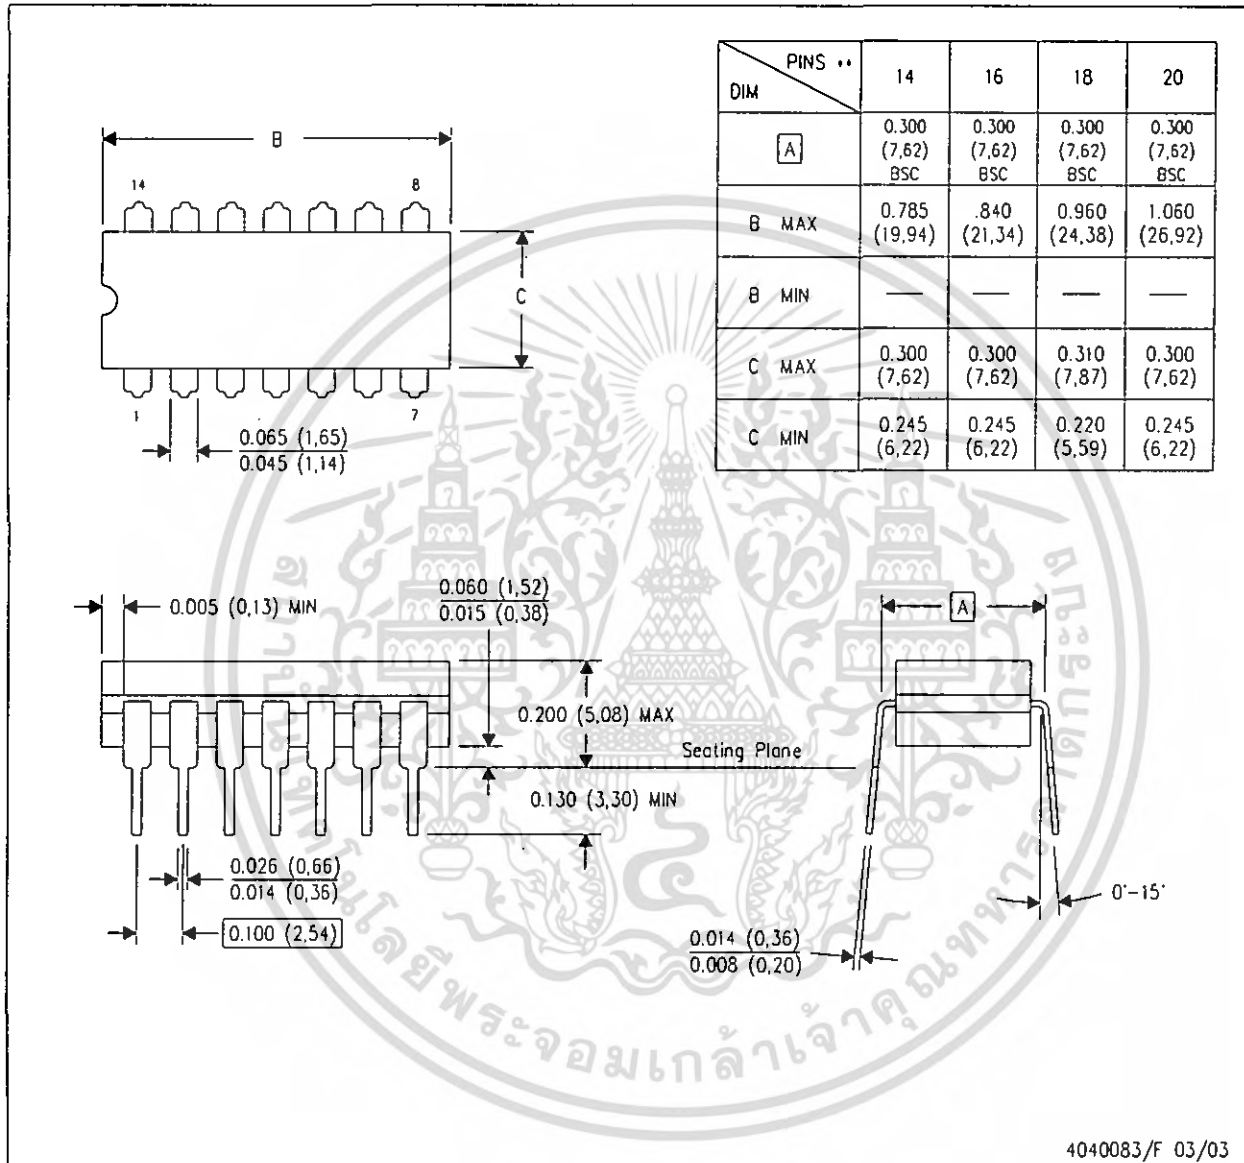 PINS **
DIM
14
16
18
20
A
0.300
(7,62)
BSC
0.300
(7,62)
BSC
0.300
(7,62)
BSC
0.300
(7,62)
BSC
B MAX
0.785
(19,94)
.840
(21,34)
0.960
(24,38)
1.060
(26,92)
B MIN
—
—
—
—
C MAX
0.300
(7,62)
0.300
(7,62)
0.310
(7,87)
0.300
(7,62)
C MIN
0.245
(6,22)
0.245
(6,22)
0.220
(5,59)
0.245
(6,22)
B
14
8
C
1
7
0.065 (1,65)
0.045 (1,14)
0.005 (0,13) MIN
0.060 (1,52)
0.015 (0,38)
A
0.200 (5,08) MAX
Seating Plane
0.130 (3,30) MIN
0.026 (0,66)
0.014 (0,36)
0.100 (2,54)
0°–15°
0.014 (0,36)
0.008 (0,20)
4040083/F 03/03